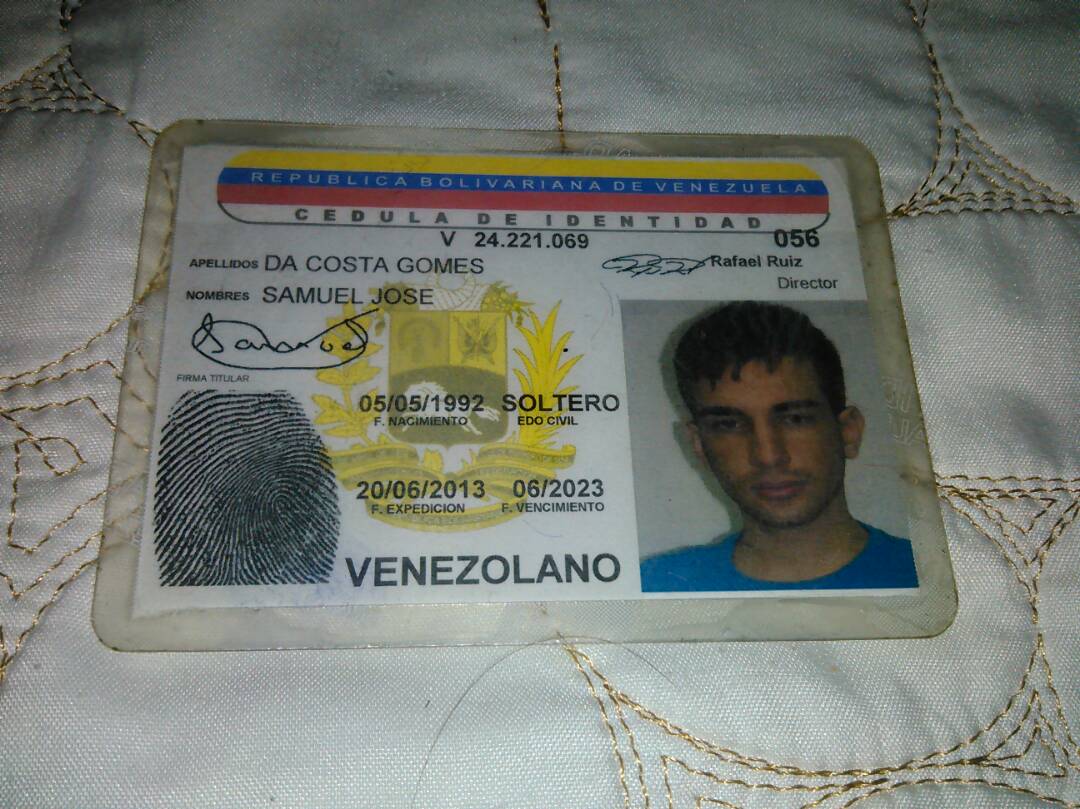 REPUBLICA BOLIVARIANA DE VENEZUELA
CEDULA DE IDENTIDAD
V 24.221.069 056
APELLIDOS DA COSTA GOMES Rafael Ruiz
Director
NOMBRES SAMUEL JOSE
FIRMA TITULAR
05/05/1992 SOLTERO
F. NACIMIENTO EDO CIVIL
20/06/2013 06/2023
F. EXPEDICION F. VENCIMIENTO
VENEZOLANO